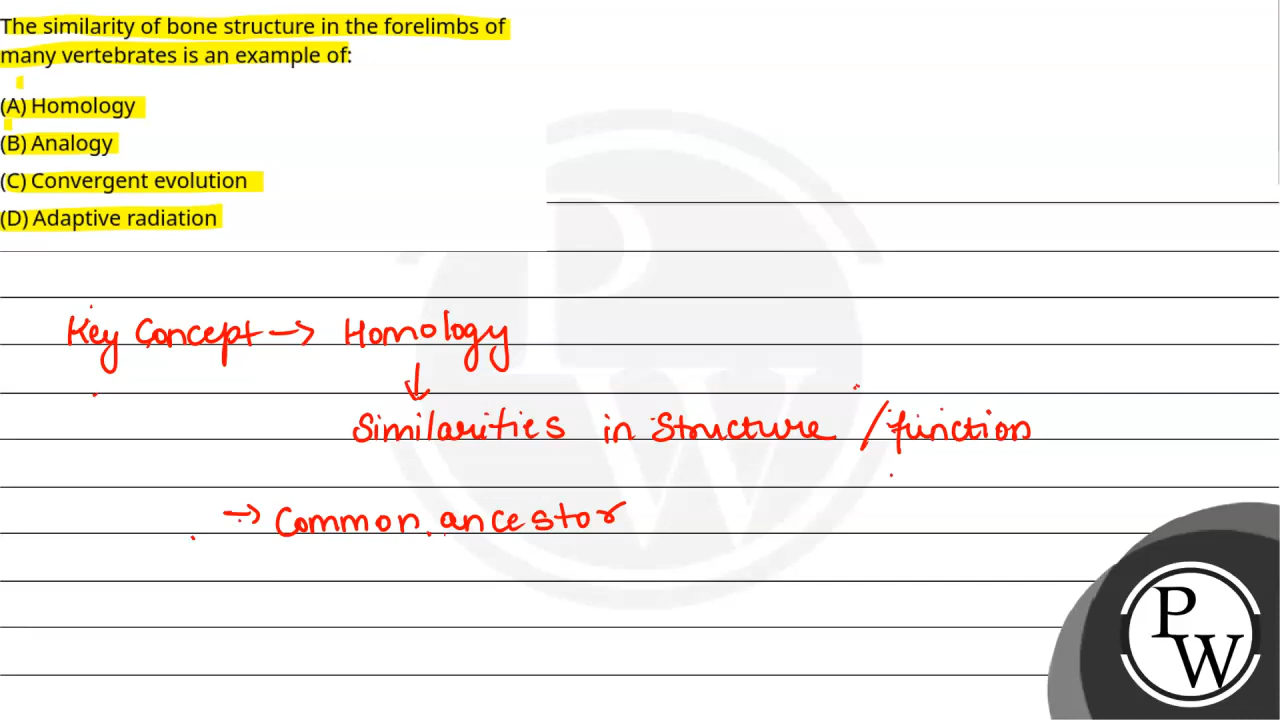 The similarity of bone structure in the forelimbs of
many vertebrates is an example of:
(A) Homology
(B) Analogy
(C) Convergent evolution
(D) Adaptive radiation
Key Concept → Homology
↓
Similarities in Structure / function
→ Common ancestor
P
W
P
W